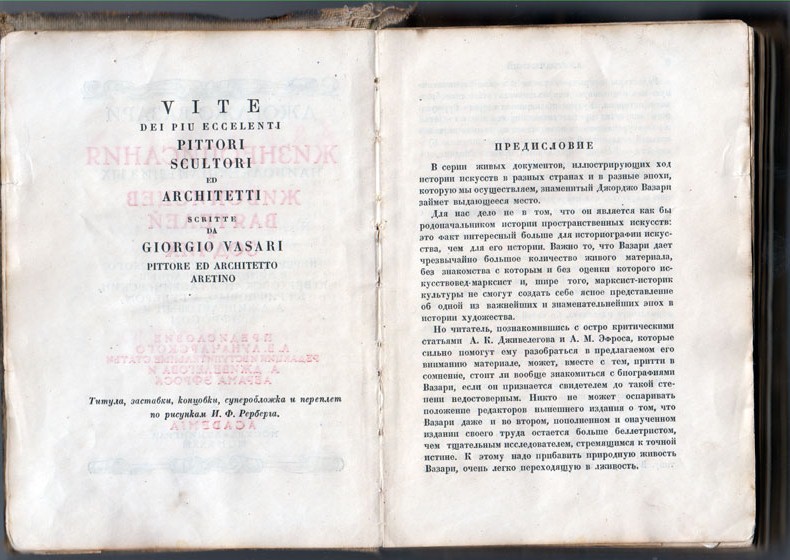 VITE
DEI PIU ECCELENTI
PITTORI
SCULTORI
ED
ARCHITETTI
SCRITTE
DA
GIORGIO VASARI
PITTORE ED ARCHITETTO
ARETINO
Титула, заставки, концовки, суперобложка и переплет
по рисункам И. Ф. Рерберга.
ПРЕДИСЛОВИЕ
В серии живых документов, иллюстрирующих ход
истории искусств в разных странах и в разные эпохи,
которую мы осуществляем, знаменитый Джорджо Вазари
займет выдающееся место.
Для нас дело не в том, что он является как бы
родоначальником истории пространственных искусств:
это факт интересный больше для историографии искус-
ства, чем для его истории. Важно то, что Вазари дает
чрезвычайно большое количество живого материала,
без знакомства с которым и без оценки которого ис-
кусствовед-марксист и, шире того, марксист-историк
культуры не смогут создать себе ясное представление
об одной из важнейших и знаменательнейших эпох в
истории художества.
Но читатель, познакомившись с остро критическими
статьями А. К. Дживелегова и А. М. Эфроса, которые
сильно помогут ему разобраться в предлагаемом его
вниманию материале, может, вместе с тем, притти в
сомнение, стоит ли вообще знакомиться с биографиями
Вазари, если он признается свидетелем до такой сте-
пени недостоверным. Никто не может оспаривать
положение редакторов нынешнего издания о том, что
Вазари даже и во втором, пополненном и онаученном
издании своего труда остается больше беллетристом,
чем тщательным исследователем, стремящимся к точной
истине. К этому надо прибавить природную живость
Вазари, очень легко переходящую в лживость.